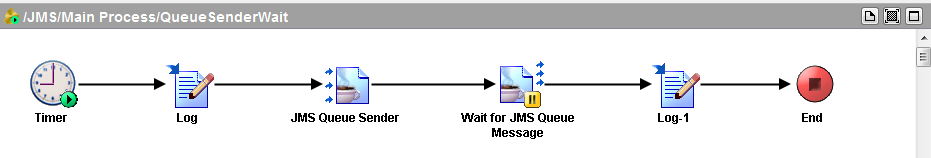 /JMS/Main Process/QueueSenderWait
Timer
Log
JMS Queue Sender
Wait for JMS Queue
Message
Log-1
End